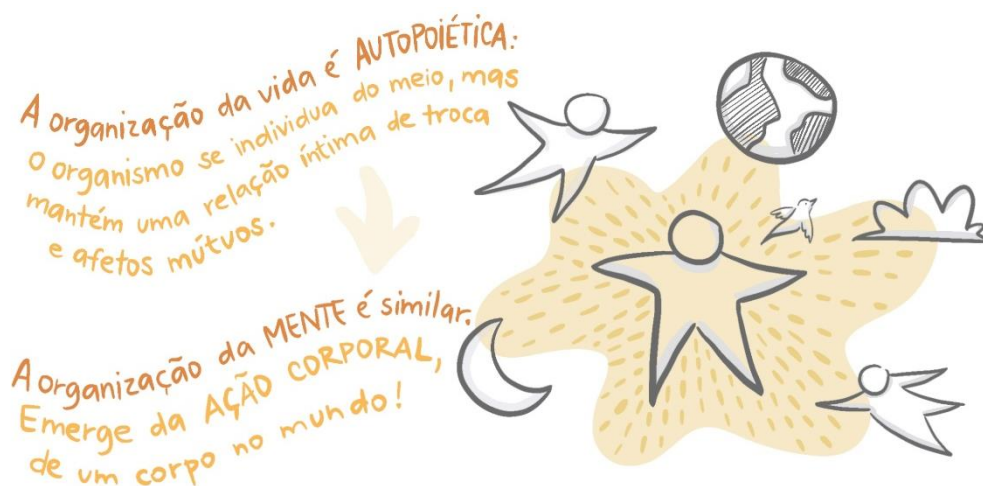 A organização da vida é AUTOPOIÉTICA:
O organismo se individua do meio, mas
mantém uma relação íntima de troca
e afetos mútuos.
A organização da MENTE é similar.
Emerge da AÇÃO CORPORAL,
de um corpo no mundo!